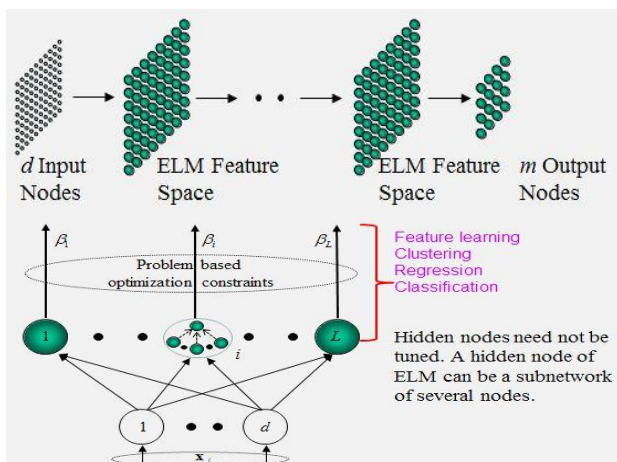 d Input
Nodes
ELM Feature
Space
ELM Feature
Space
m Output
Nodes
β1
βi
βL
Problem based
optimization constraints
Feature learning
Clustering
Regression
Classification
1
i
L
Hidden nodes need not be
tuned. A hidden node of
ELM can be a subnetwork
of several nodes.
1
d
x